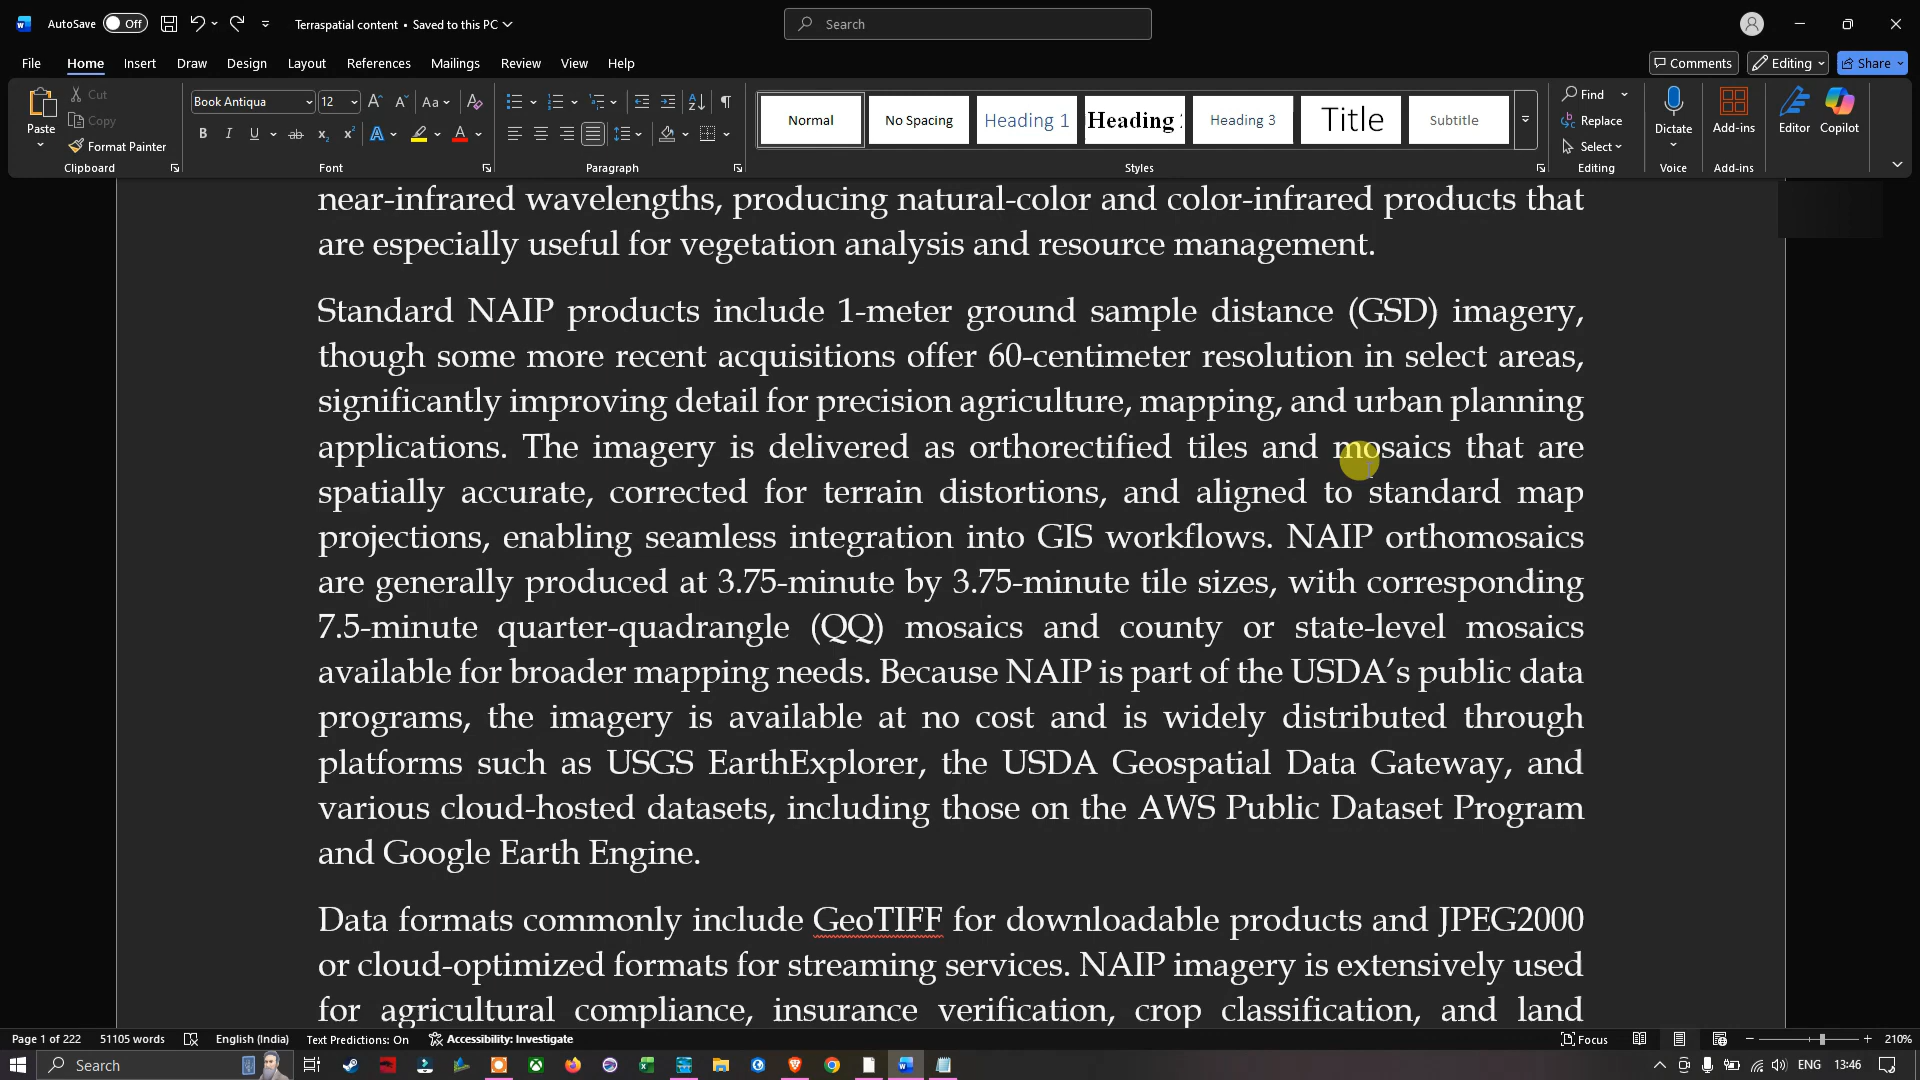 AutoSave Off Terraspatial content • Saved to this PC Search
File Home Insert Draw Design Layout References Mailings Review View Help Comments Editing Share
Paste Cut Copy Format Painter Clipboard
Book Antiqua 12 Aa Font
Paragraph
Normal No Spacing Heading 1 Heading Heading 3 Title Subtitle Styles
Find Replace Select Editing
Dictate Voice Add-ins Add-ins Editor Copilot
near-infrared wavelengths, producing natural-color and color-infrared products that
are especially useful for vegetation analysis and resource management.
Standard NAIP products include 1-meter ground sample distance (GSD) imagery,
though some more recent acquisitions offer 60-centimeter resolution in select areas,
significantly improving detail for precision agriculture, mapping, and urban planning
applications. The imagery is delivered as orthorectified tiles and mosaics that are
spatially accurate, corrected for terrain distortions, and aligned to standard map
projections, enabling seamless integration into GIS workflows. NAIP orthomosaics
are generally produced at 3.75-minute by 3.75-minute tile sizes, with corresponding
7.5-minute quarter-quadrangle (QQ) mosaics and county or state-level mosaics
available for broader mapping needs. Because NAIP is part of the USDA’s public data
programs, the imagery is available at no cost and is widely distributed through
platforms such as USGS EarthExplorer, the USDA Geospatial Data Gateway, and
various cloud-hosted datasets, including those on the AWS Public Dataset Program
and Google Earth Engine.
Data formats commonly include GeoTIFF for downloadable products and JPEG2000
or cloud-optimized formats for streaming services. NAIP imagery is extensively used
for agricultural compliance, insurance verification, crop classification, and land
Page 1 of 222 51105 words English (India) Text Predictions: On Accessibility: Investigate Focus 210%
Search ENG 13:46